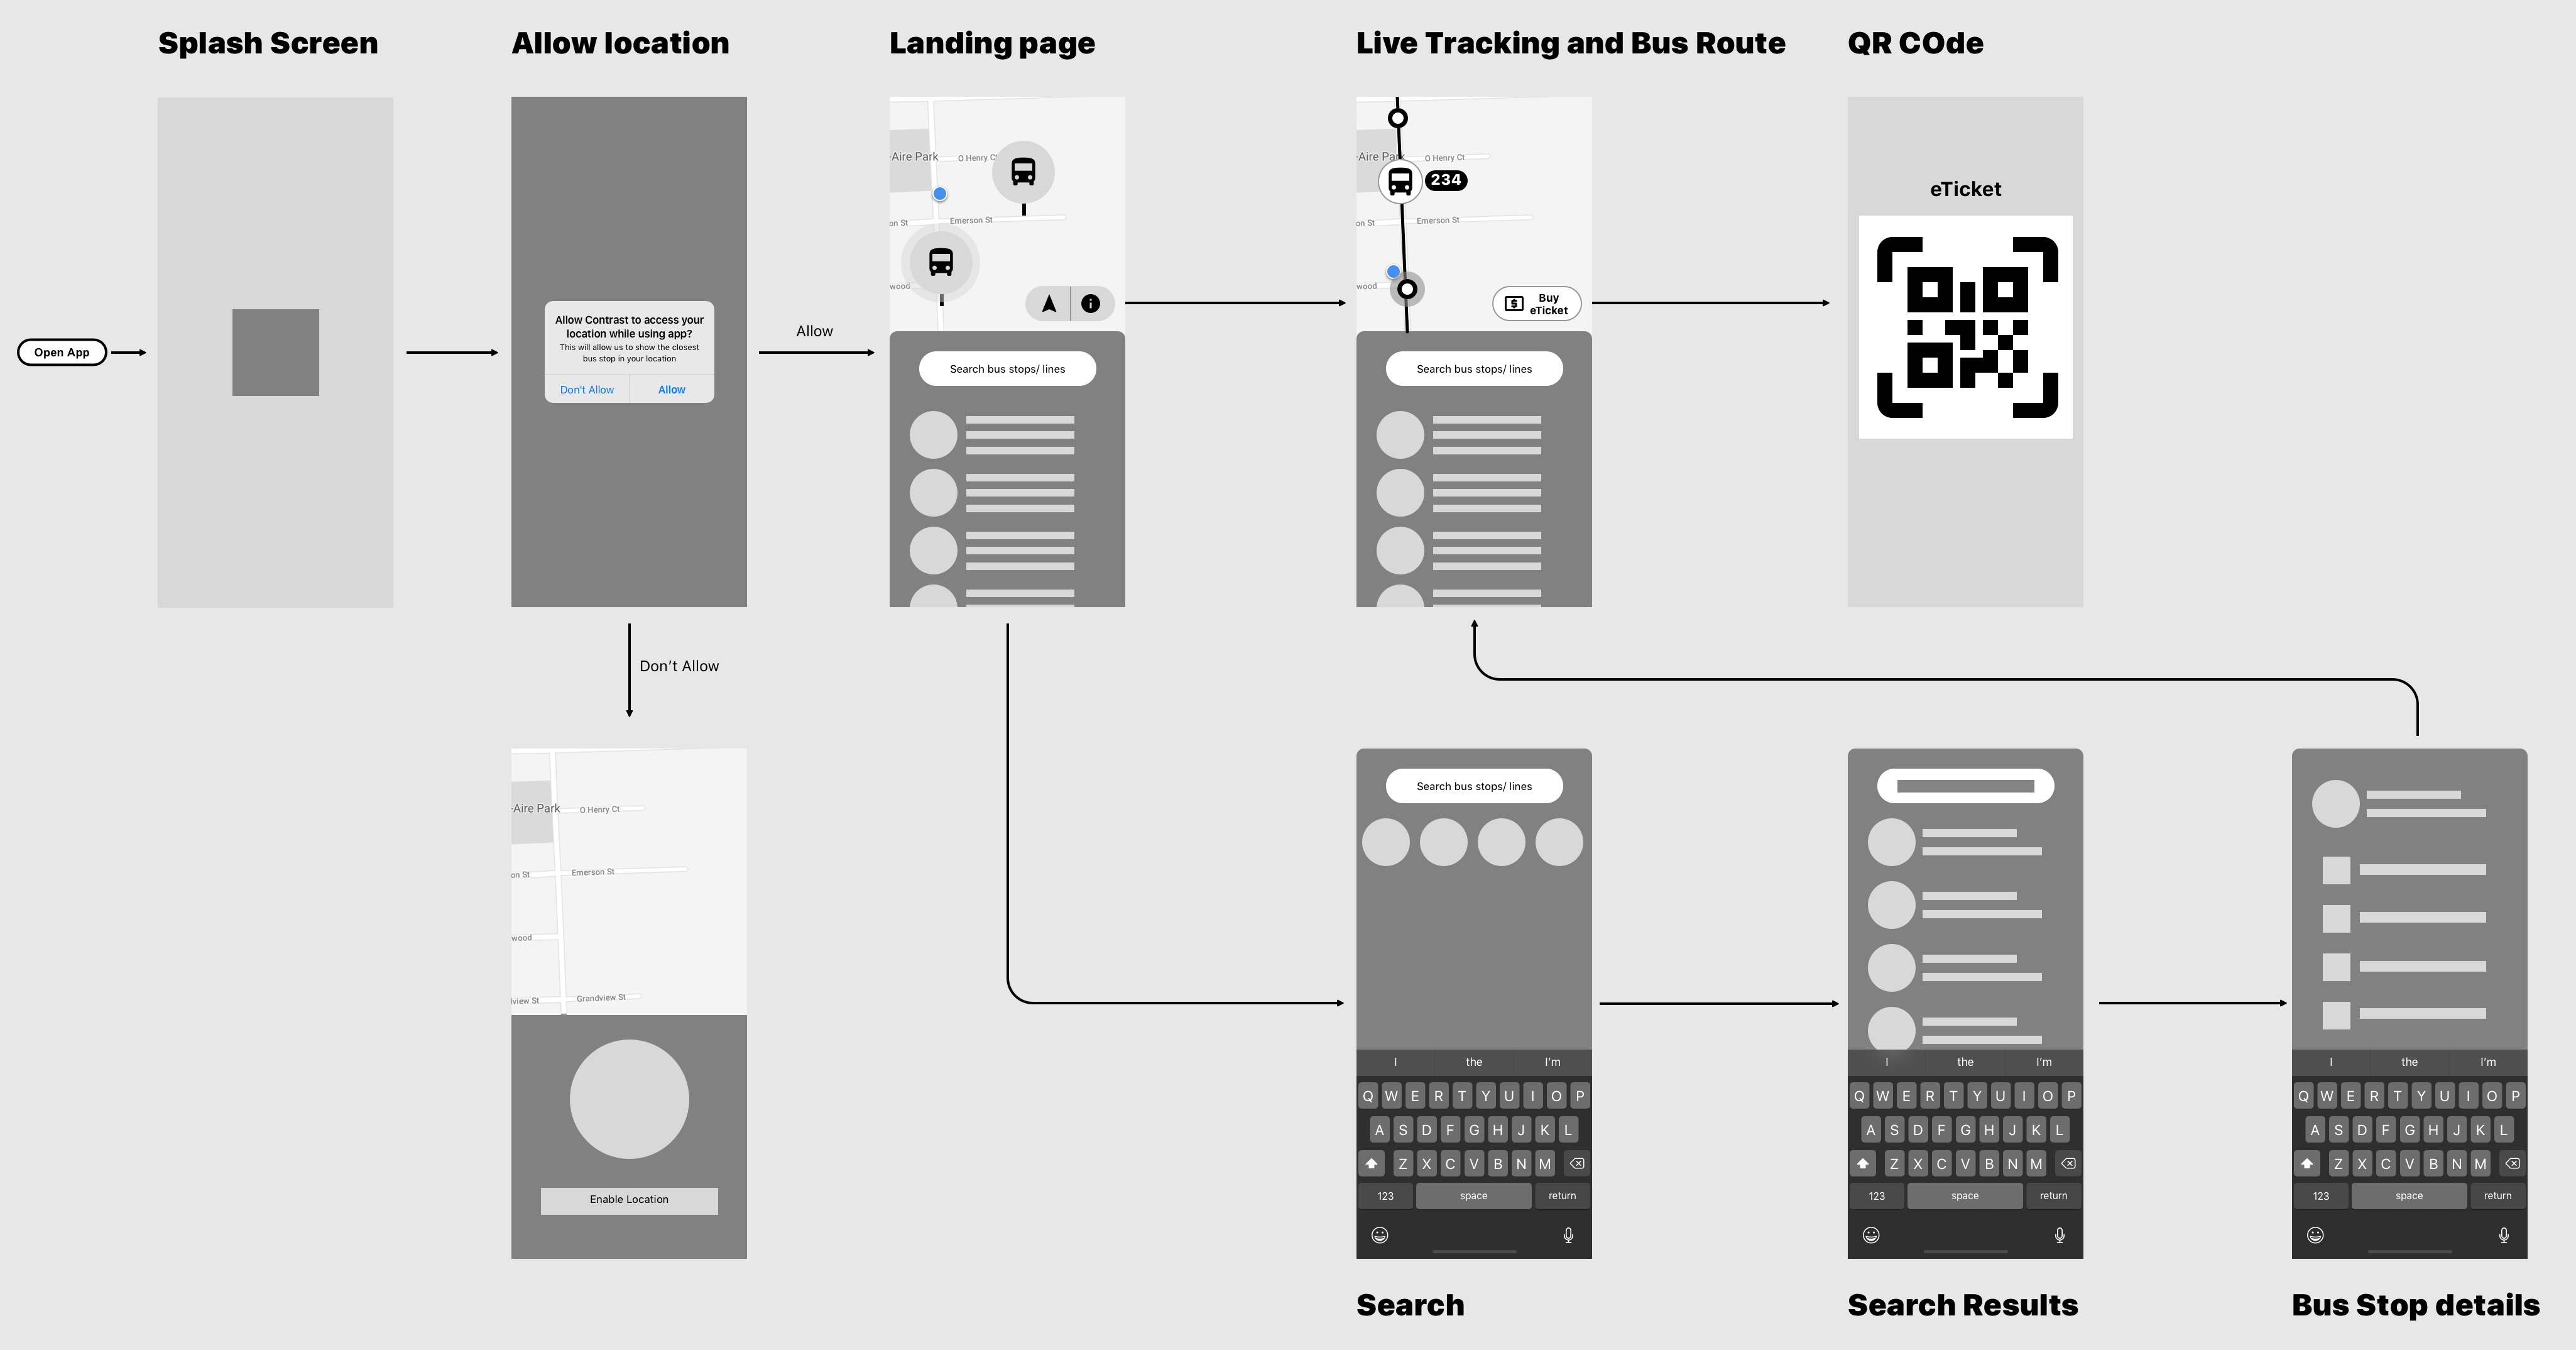 Splash Screen
Allow location
Landing page
Live Tracking and Bus Route
QR COde
Open App
Allow Contrast to access your
location while using app?
This will allow us to show the closest
bus stop in your location
Don't Allow
Allow
Allow
-Aire Park
O Henry C
on St
Emerson St
wood
Search bus stops/ lines
-Aire Park
O Henry Ct
234
on St
Emerson St
wood
Buy
eTicket
Search bus stops/ lines
eTicket
Don't Allow
-Aire Park
O Henry Ct
on St
Emerson St
wood
lview St
Grandview St
Enable Location
Search bus stops/ lines
I the I'm
Q W E R T Y U I O P
A S D F G H J K L
Z X C V B N M
123 space return
I the I'm
Q W E R T Y U I O P
A S D F G H J K L
Z X C V B N M
123 space return
I the I'm
Q W E R T Y U I O P
A S D F G H J K L
Z X C V B N M
123 space return
Search
Search Results
Bus Stop details